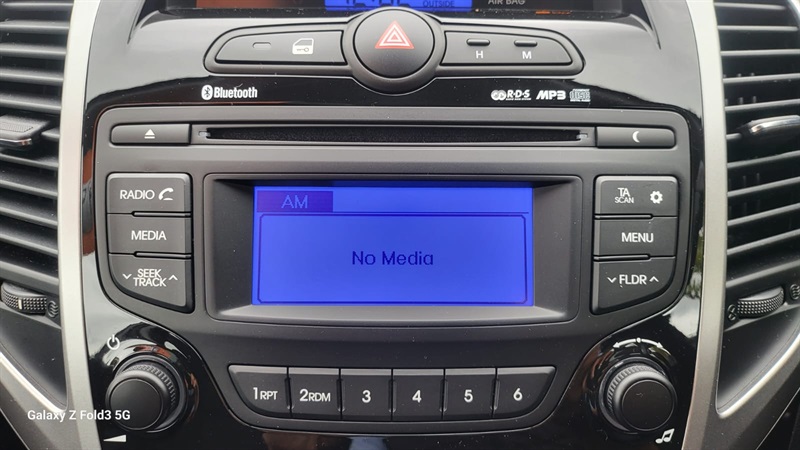 OUTSIDE
AIR BAG
H
M
Bluetooth
R·D·S
MP3
RADIO
TA
SCAN
AM
MEDIA
No Media
MENU
SEEK
TRACK
FLDR
1RPT
2RDM
3
4
5
6
Galaxy Z Fold3 5G